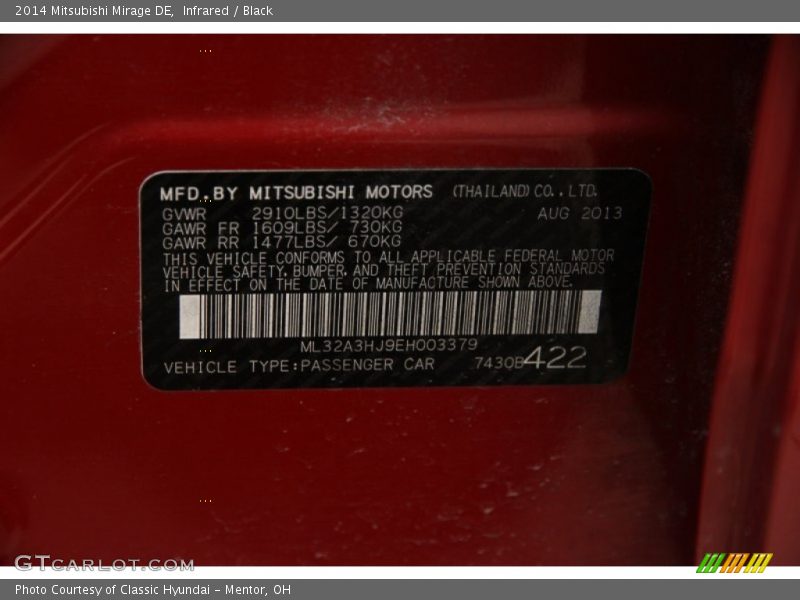 2014 Mitsubishi Mirage DE, Infrared / Black
MFD. BY MITSUBISHI MOTORS (THAILAND) CO., LTD.
GVWR 2910LBS/1320KG AUG 2013
GAWR FR 1609LBS/ 730KG
GAWR RR 1477LBS/ 670KG
THIS VEHICLE CONFORMS TO ALL APPLICABLE FEDERAL MOTOR
VEHICLE SAFETY, BUMPER, AND THEFT PREVENTION STANDARDS
IN EFFECT ON THE DATE OF MANUFACTURE SHOWN ABOVE.
ML32A3HJ9EH003379
VEHICLE TYPE:PASSENGER CAR 7430B422
GTCARLOT.COM
Photo Courtesy of Classic Hyundai - Mentor, OH